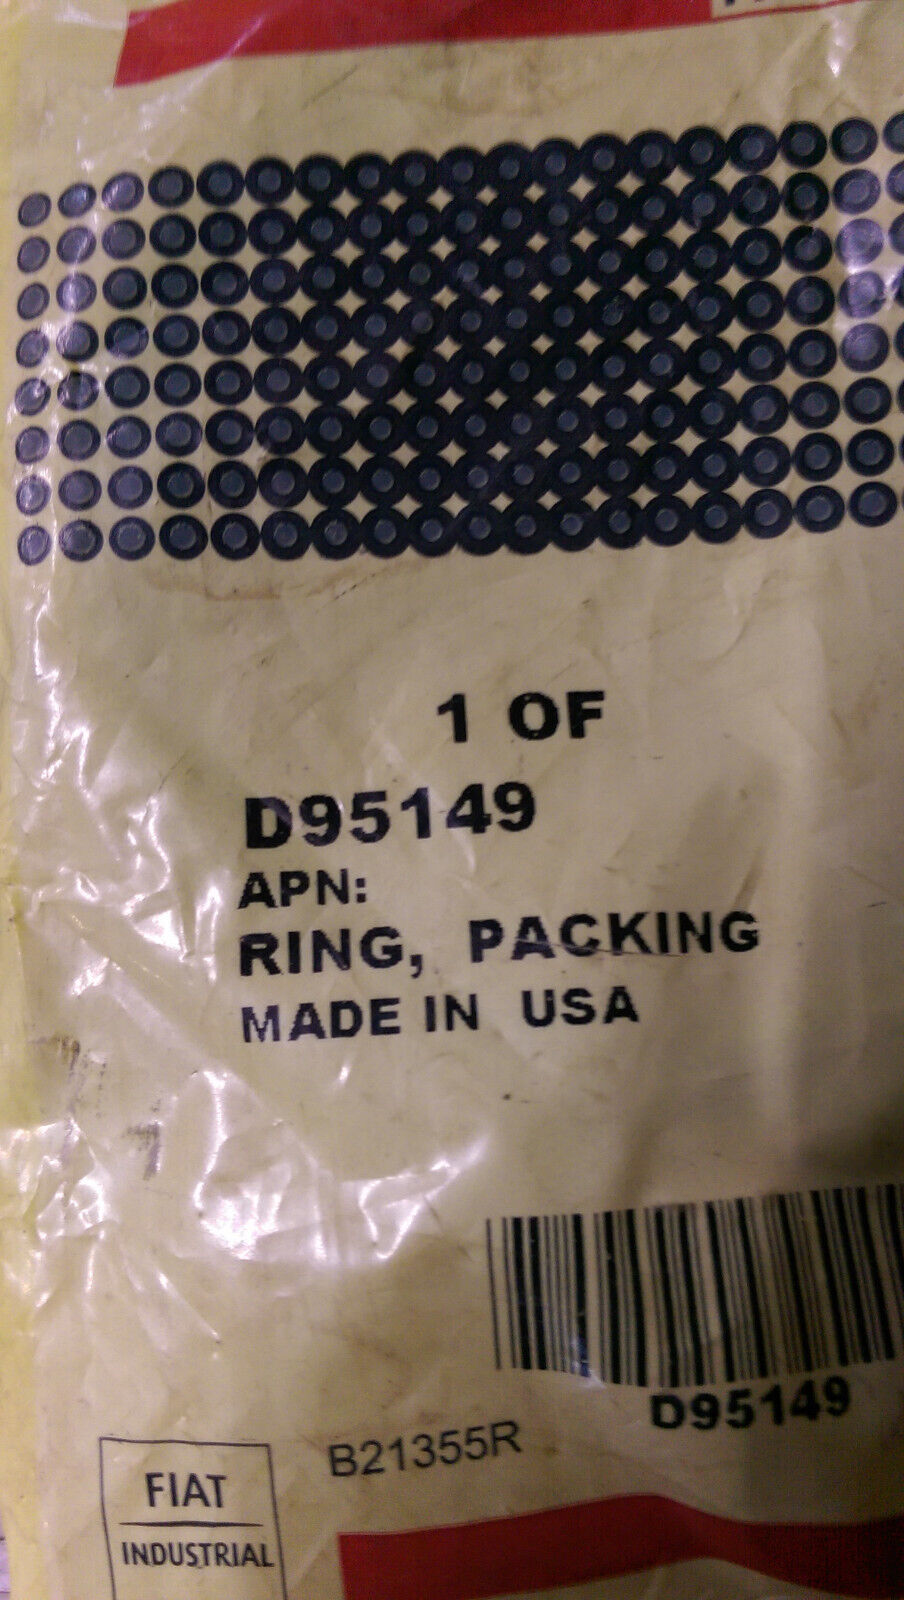 1 OF
D95149
APN:
RING, PACKING
MADE IN USA
D95149
B21355R
FIAT
INDUSTRIAL